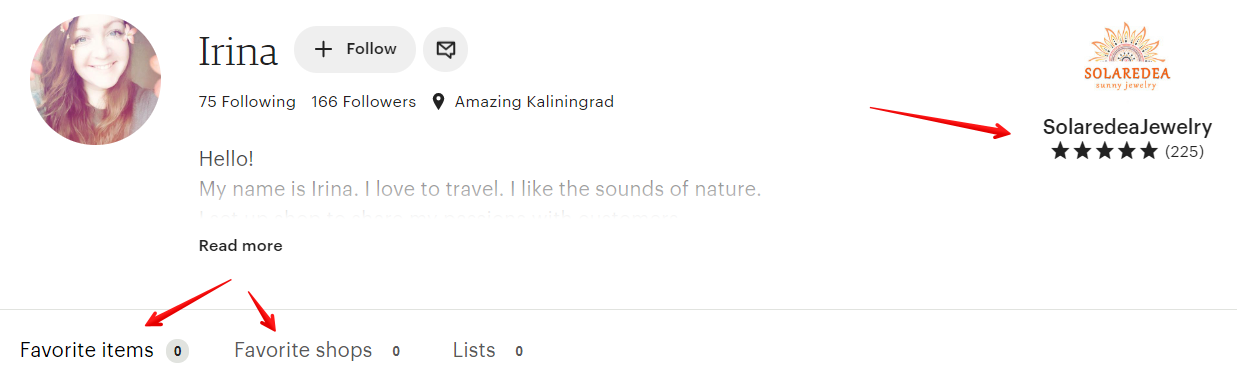 Irina
Follow
75 Following 166 Followers Amazing Kaliningrad
Hello!
My name is Irina. I love to travel. I like the sounds of nature.
Read more
SOLAREDEA
sunny jewelry
SolaredeaJewelry
(225)
Favorite items 0 Favorite shops 0 Lists 0